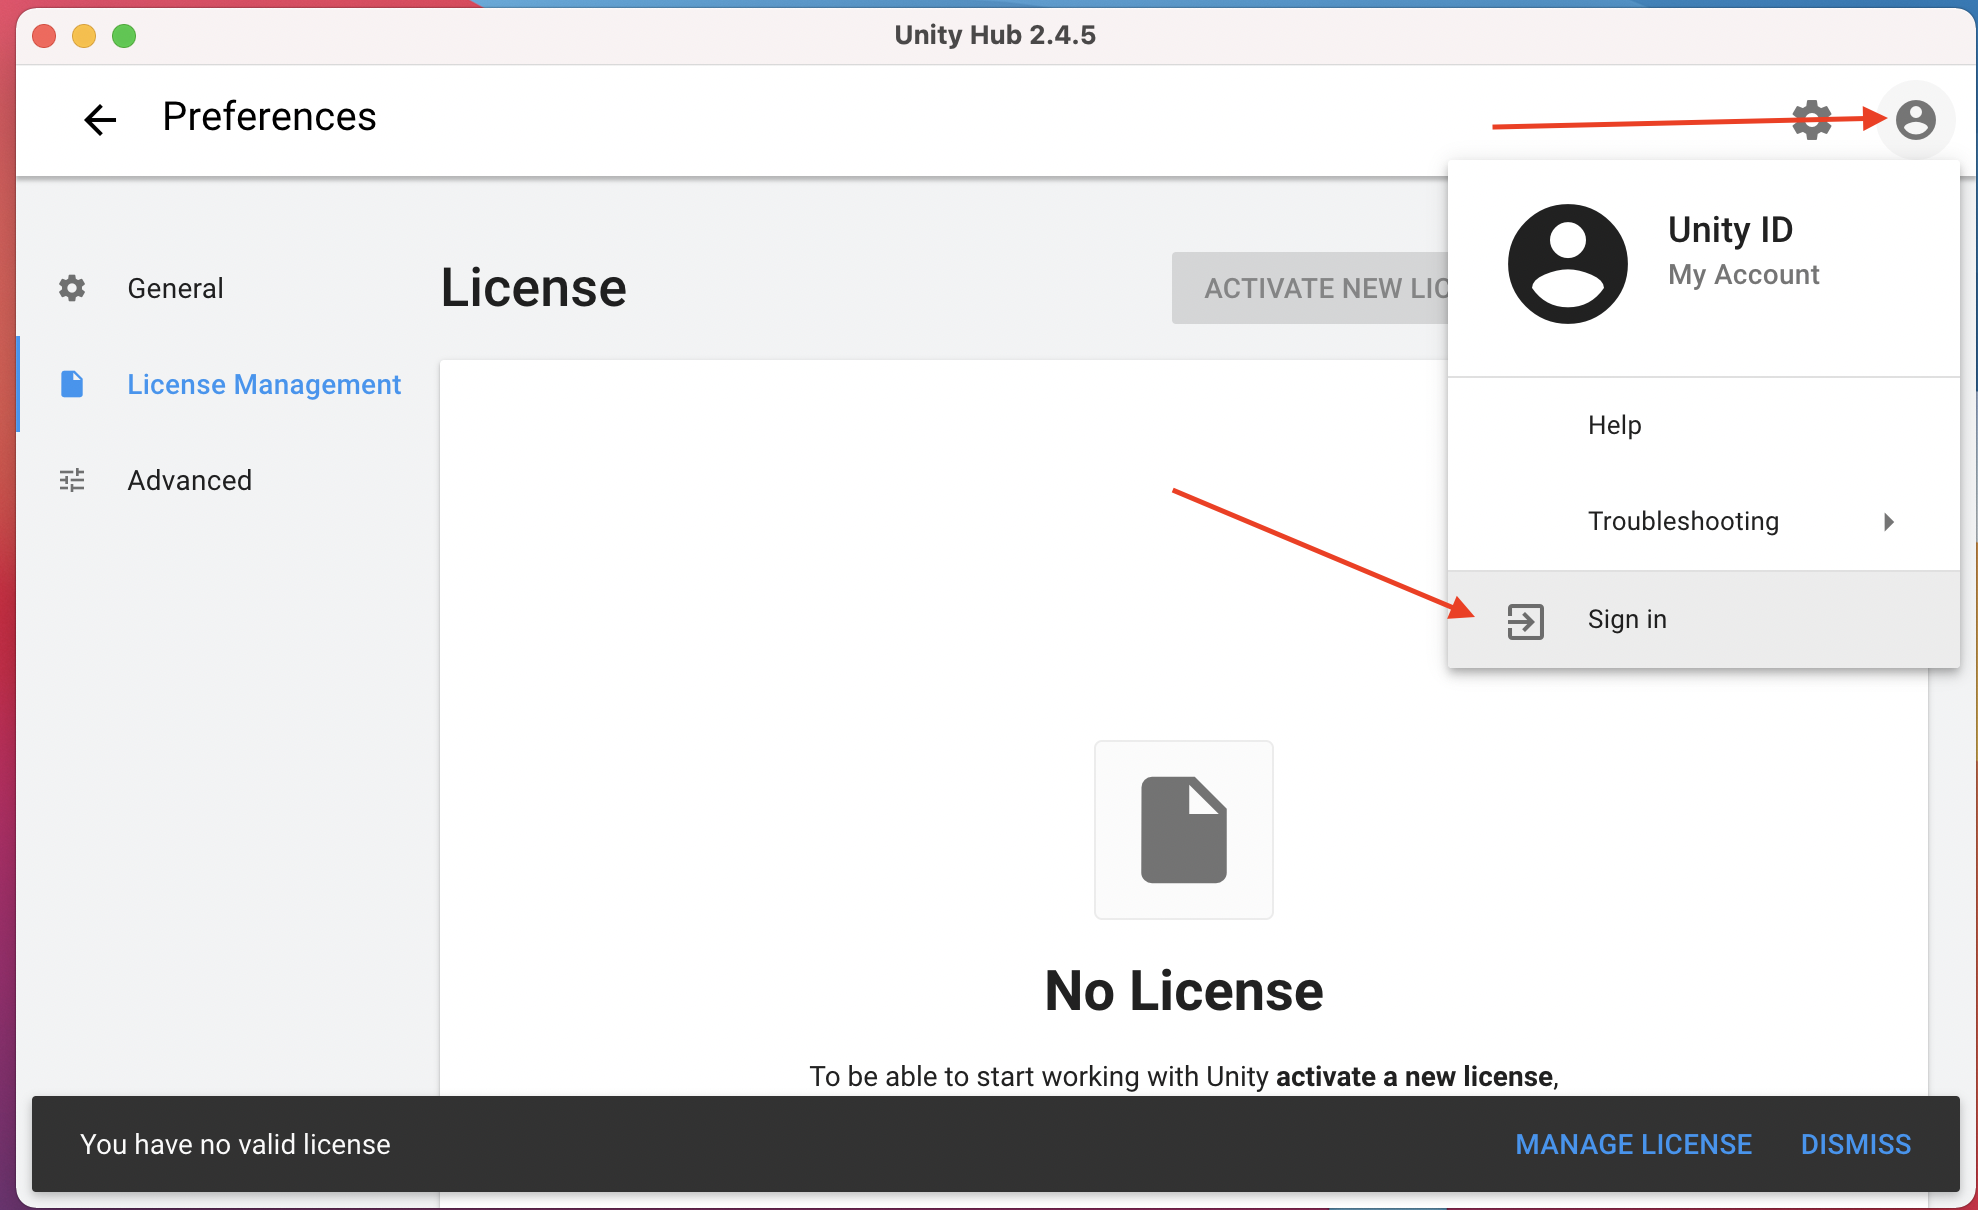 Unity Hub 2.4.5
Preferences
General
License Management
Advanced
License
ACTIVATE NEW LIC
Unity ID
My Account
Help
Troubleshooting
Sign in
No License
To be able to start working with Unity activate a new license,
You have no valid license
MANAGE LICENSE
DISMISS